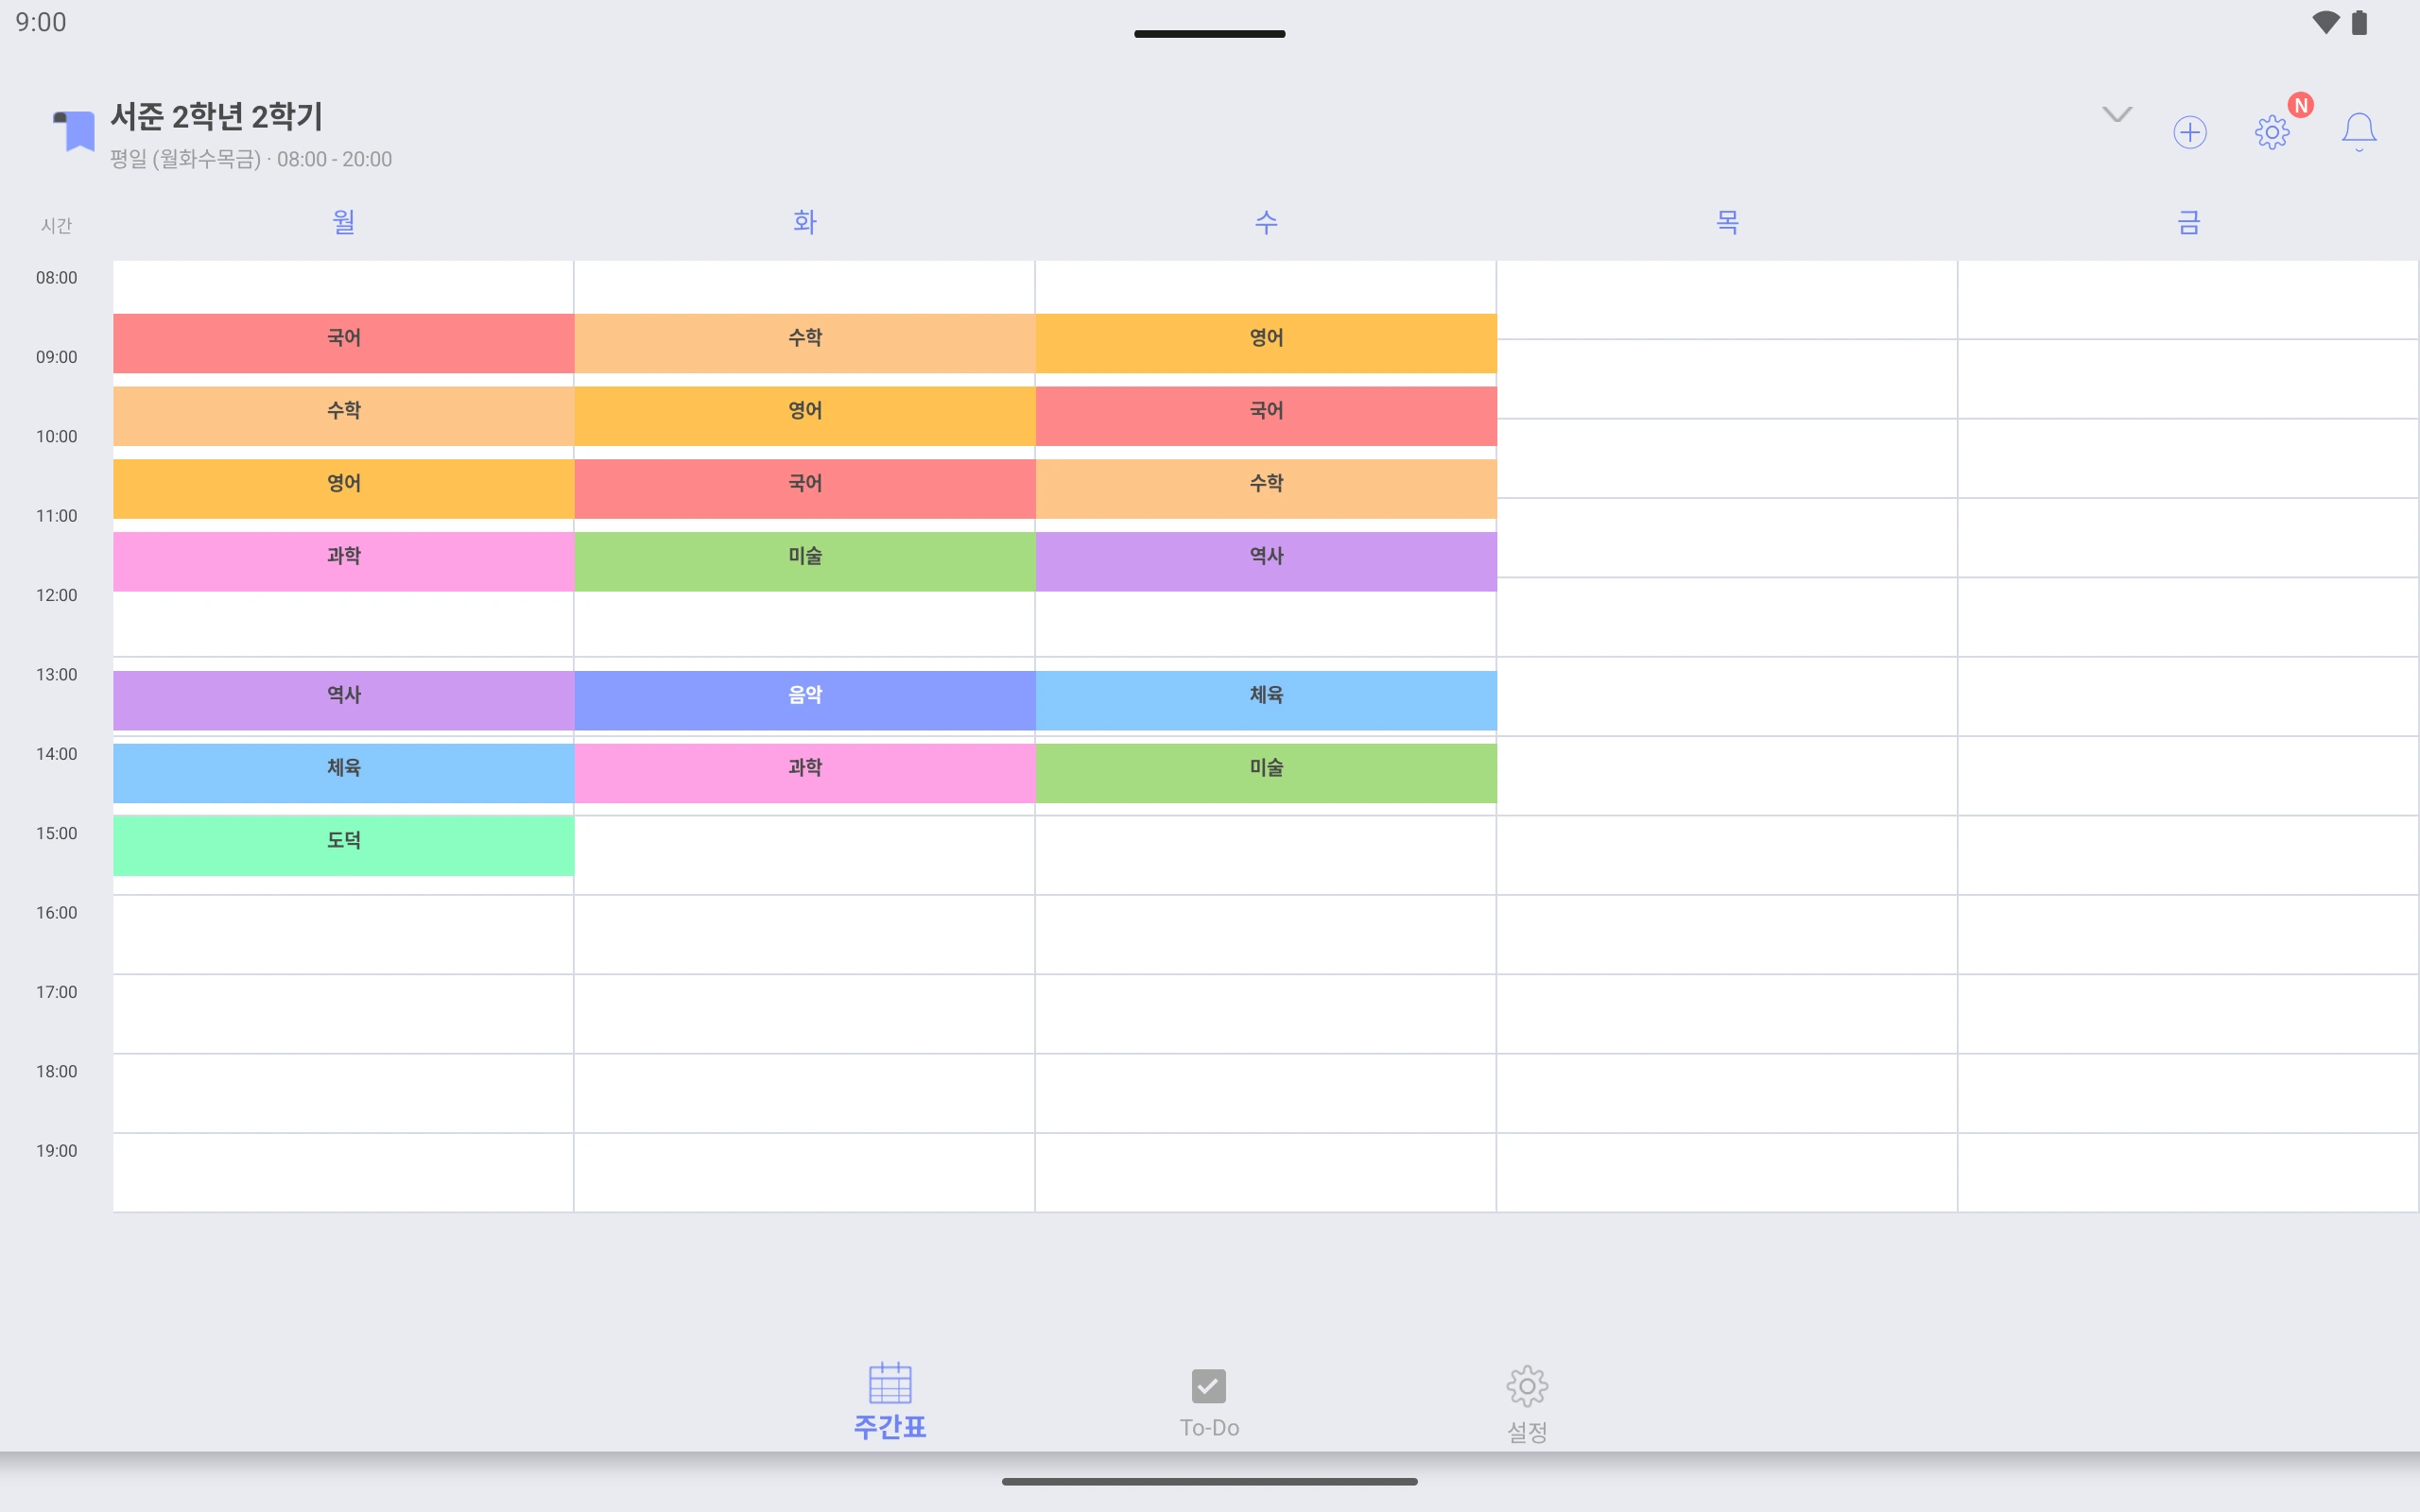 9:00
서준 2학년 2학기
평일 (월화수목금) · 08:00 - 20:00
N
시간 월 화 수 목 금
08:00
국어 수학 영어
09:00
수학 영어 국어
10:00
영어 국어 수학
11:00
과학 미술 역사
12:00
13:00
역사 음악 체육
14:00
체육 과학 미술
15:00
도덕
16:00
17:00
18:00
19:00
주간표 To-Do 설정